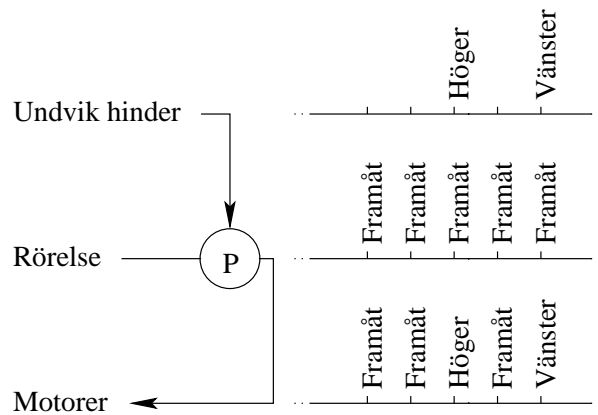 Undvik hinder
Höger
Vänster
Rörelse
P
Framåt
Framåt
Framåt
Framåt
Framåt
Motorer
Framåt
Framåt
Höger
Framåt
Vänster